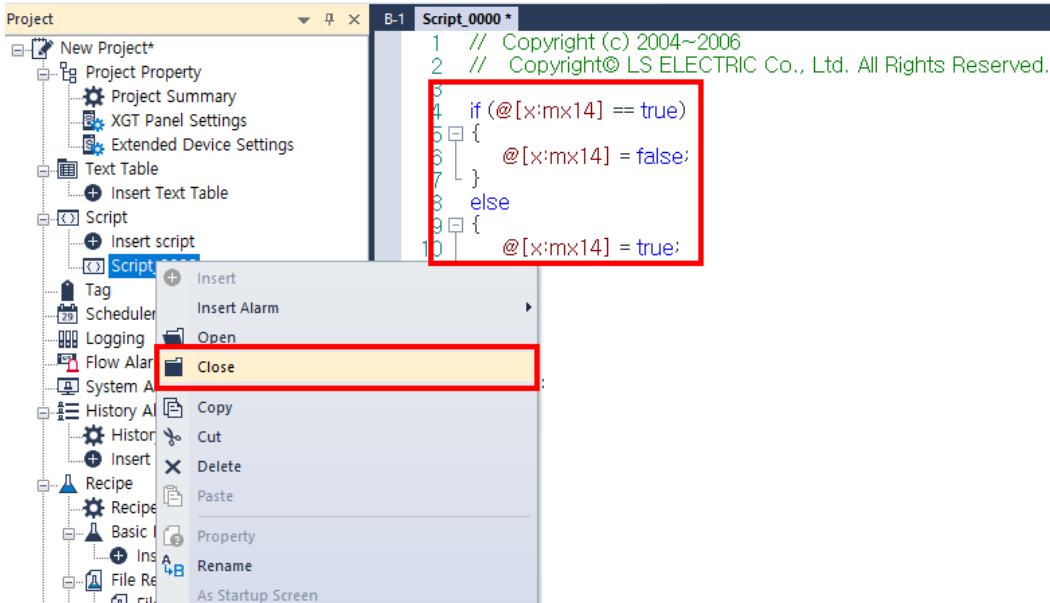 Project
B-1 Script_0000 *
New Project*
Project Property
Project Summary
XGT Panel Settings
Extended Device Settings
Text Table
Insert Text Table
Script
Insert script
Script_
Tag
Scheduler
29
Logging
Flow Alar
System A
History Al
Histor
Insert
Recipe
Recipe
Basic
Ins
File Re
1 // Copyright (c) 2004~2006
2 // Copyright© LS ELECTRIC Co., Ltd. All Rights Reserved.
3
4 if (@[x:mx14] == true)
5 {
6 @[x:mx14] = false;
7 }
8 else
9 {
10 @[x:mx14] = true;
Insert
Insert Alarm
Open
Close
Copy
Cut
Delete
Paste
Property
Rename
As Startup Screen